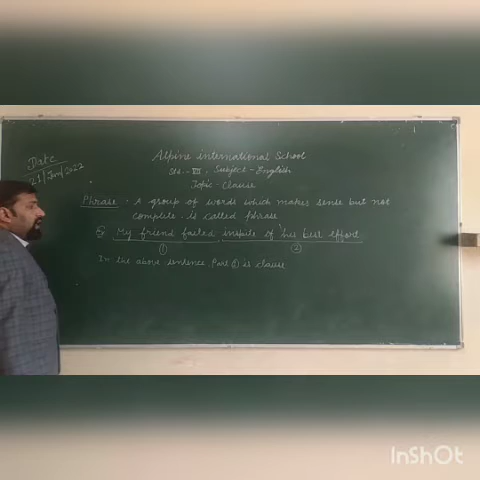 Alpine international School
Date
21/Jan/2022
Std.-VII, Subject-English
Topic-Clause
Phrase. A group of words which makes sense but not
complete. is called phrase
My friend failed inspite of his best effort
① ②
In the above sentence Part ① is clause
InShOt